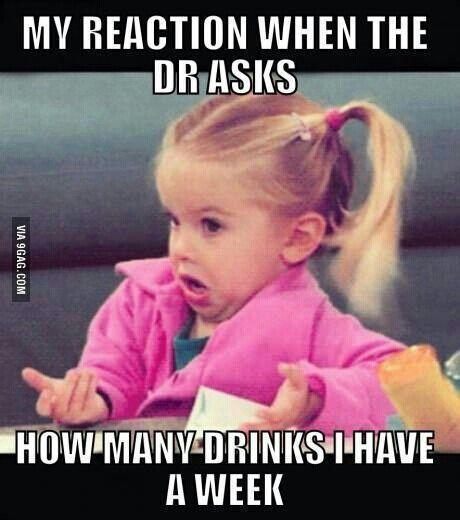 MY REACTION WHEN THE
DR ASKS
VIA 9GAG.COM
HOW MANY DRINKS I HAVE
A WEEK